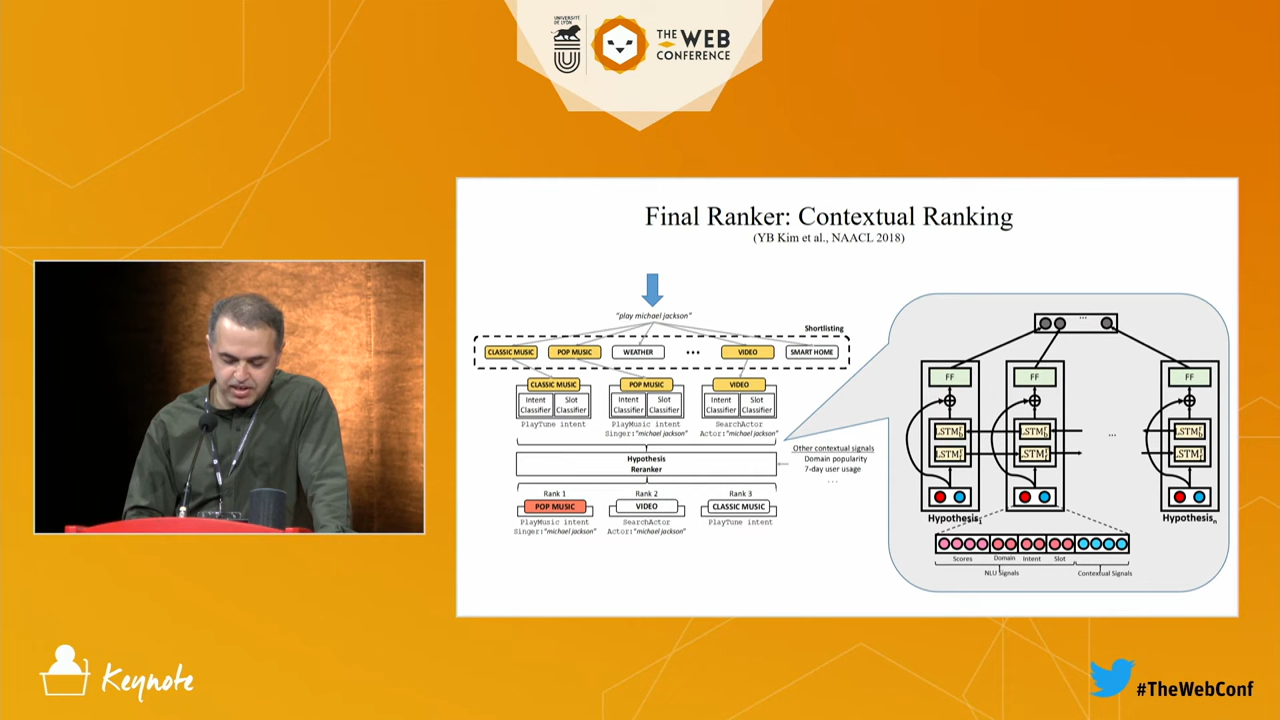 UNIVERSITÉ
DE LYON
THE WEB
CONFERENCE
Final Ranker: Contextual Ranking
(YB Kim et al., NAACL 2018)
"play michael jackson"
Shortlisting
CLASSIC MUSIC
POP MUSIC
WEATHER
...
VIDEO
SMART HOME
CLASSIC MUSIC
POP MUSIC
VIDEO
Intent Classifier
Slot Classifier
Intent Classifier
Slot Classifier
Intent Classifier
Slot Classifier
PlayTune intent
PlayMusic intent
Singer:"michael jackson"
SearchActor
Actor:"michael jackson"
Hypothesis
Reranker
Other contextual signals
Domain popularity
7-day user usage
...
Rank 1
Rank 2
Rank 3
POP MUSIC
VIDEO
CLASSIC MUSIC
PlayMusic intent
Singer:"michael jackson"
SearchActor intent
Actor:"michael jackson"
PlayTune intent
...
FF
FF
FF
...
Hypothesis
Hypothesisn
Scores
Domain
Intent
Slot
NLU Signals
Contextual Signals
Keynote
#TheWebConf